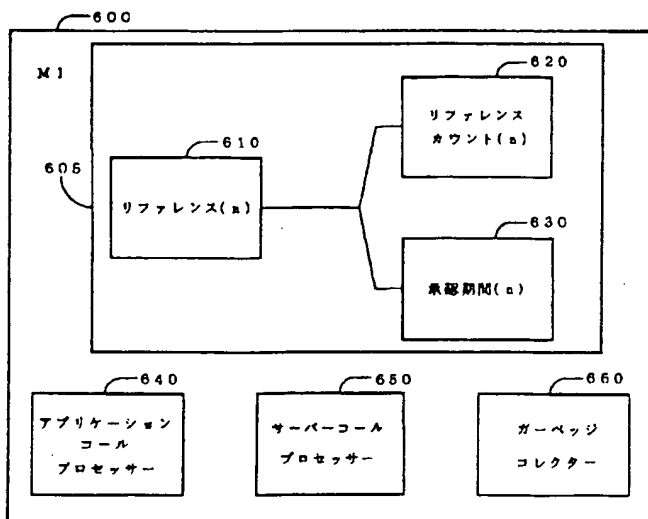 600
M I
620
リファレンス
カウント(n)
610
605
リファレンス(n)
630
承認期間(n)
640
アプリケーション
コール
プロセッサー
650
サーバーコール
プロセッサー
660
ガーベッジ
コレクター